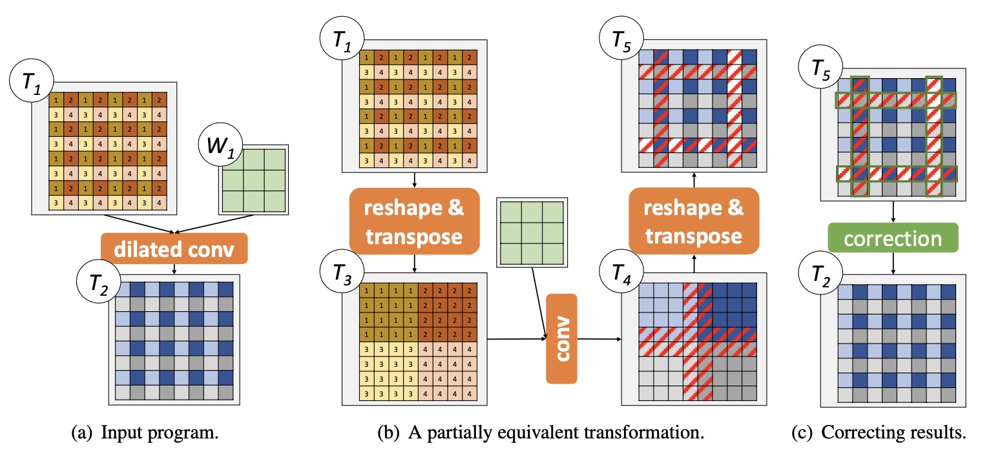 T1
1 2 1 2 1 2 1 2
3 4 3 4 3 4 3 4
1 2 1 2 1 2 1 2
3 4 3 4 3 4 3 4
1 2 1 2 1 2 1 2
3 4 3 4 3 4 3 4
1 2 1 2 1 2 1 2
3 4 3 4 3 4 3 4
W1
dilated conv
T2
(a) Input program.
T1
1 2 1 2 1 2 1 2
3 4 3 4 3 4 3 4
1 2 1 2 1 2 1 2
3 4 3 4 3 4 3 4
1 2 1 2 1 2 1 2
3 4 3 4 3 4 3 4
1 2 1 2 1 2 1 2
3 4 3 4 3 4 3 4
reshape &
transpose
T3
1 1 1 1 2 2 2 2
1 1 1 1 2 2 2 2
1 1 1 1 2 2 2 2
1 1 1 1 2 2 2 2
3 3 3 3 4 4 4 4
3 3 3 3 4 4 4 4
3 3 3 3 4 4 4 4
3 3 3 3 4 4 4 4
conv
T4
reshape &
transpose
T5
(b) A partially equivalent transformation.
T5
correction
T2
(c) Correcting results.